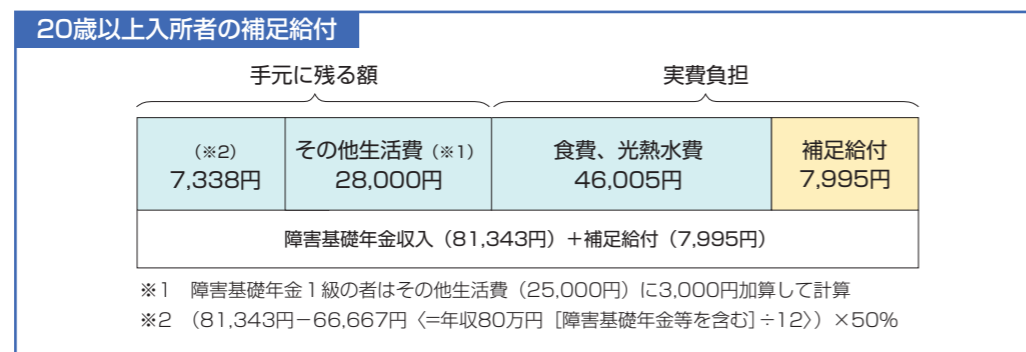 20歳以上入所者の補足給付
手元に残る額 実費負担
（※2） その他生活費（※1） 食費、光熱水費 補足給付
7,338円 28,000円 46,005円 7,995円
障害基礎年金収入（81,343円）＋補足給付（7,995円）
※1 障害基礎年金1級の者はその他生活費（25,000円）に3,000円加算して計算
※2 （81,343円－66,667円〈=年収80万円［障害基礎年金等を含む］÷12〉）×50%